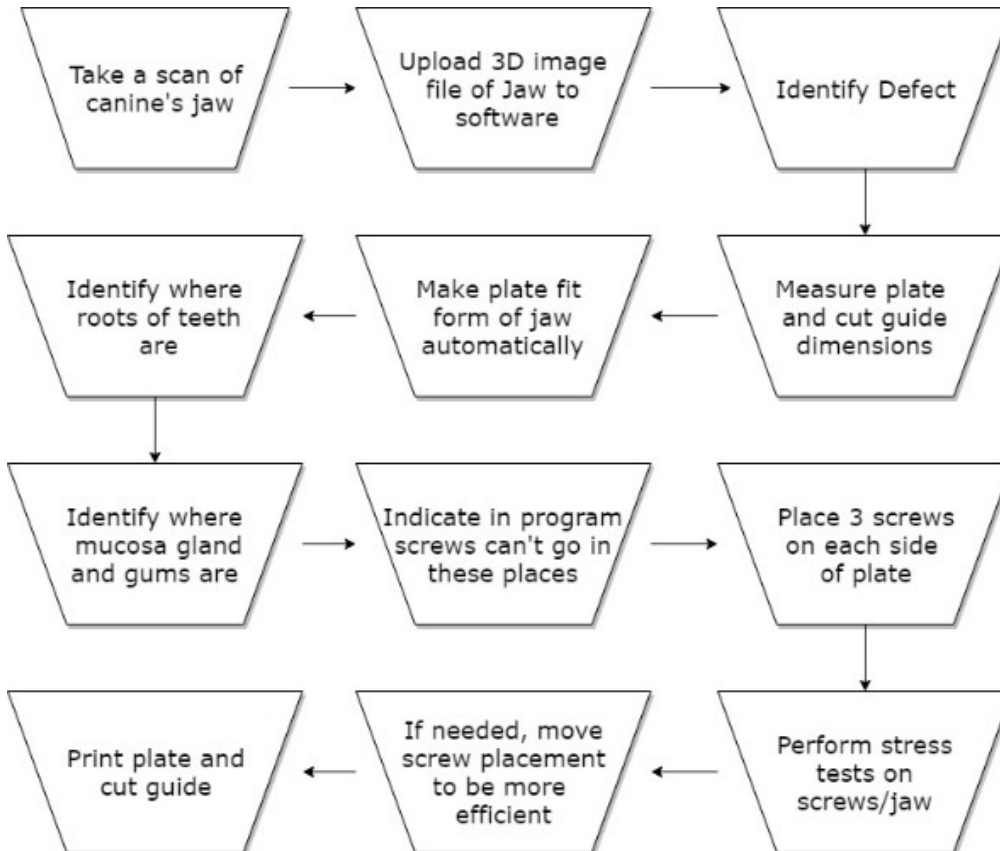 Take a scan of
canine's jaw
Upload 3D image
file of Jaw to
software
Identify Defect
Measure plate
and cut guide
dimensions
Make plate fit
form of jaw
automatically
Identify where
roots of teeth
are
Identify where
mucosa gland
and gums are
Indicate in program
screws can't go in
these places
Place 3 screws
on each side
of plate
Perform stress
tests on
screws/jaw
If needed, move
screw placement
to be more
efficient
Print plate and
cut guide